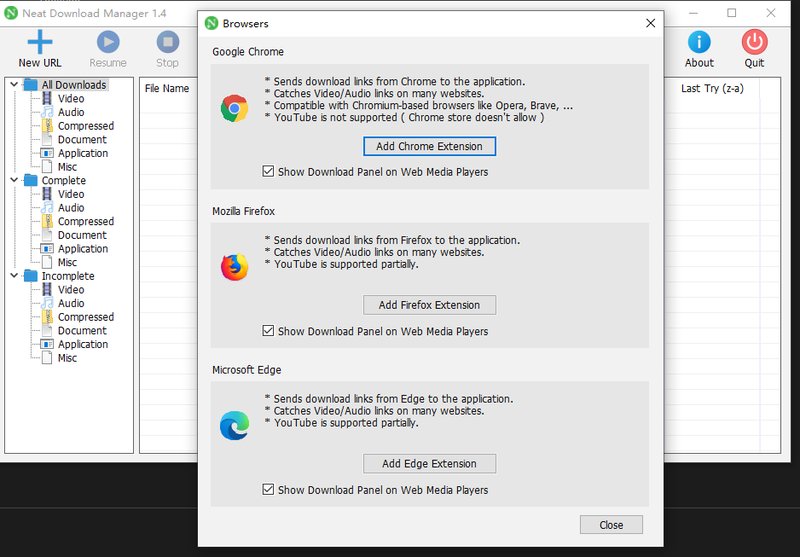 Neat Download Manager 1.4
New URL
Resume
Stop
About
Quit
All Downloads
Video
Audio
Compressed
Document
Application
Misc
Complete
Video
Audio
Compressed
Document
Application
Misc
Incomplete
Video
Audio
Compressed
Document
Application
Misc
File Name
Last Try (z-a)
Browsers
Google Chrome
* Sends download links from Chrome to the application.
* Catches Video/Audio links on many websites.
* Compatible with Chromium-based browsers like Opera, Brave, ...
* YouTube is not supported ( Chrome store doesn't allow )
Add Chrome Extension
Show Download Panel on Web Media Players
Mozilla Firefox
* Sends download links from Firefox to the application.
* Catches Video/Audio links on many websites.
* YouTube is supported partially.
Add Firefox Extension
Show Download Panel on Web Media Players
Microsoft Edge
* Sends download links from Edge to the application.
* Catches Video/Audio links on many websites.
* YouTube is supported partially.
Add Edge Extension
Show Download Panel on Web Media Players
Close